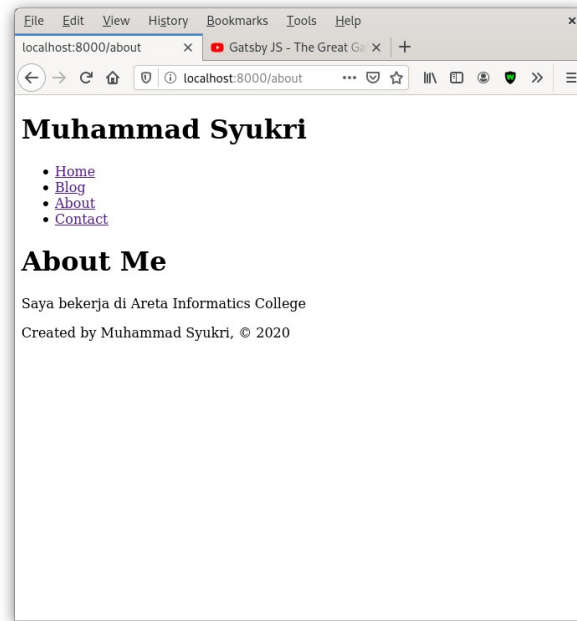 File Edit View History Bookmarks Tools Help
localhost:8000/about Gatsby JS - The Great Ga
localhost:8000/about
Muhammad Syukri
Home
Blog
About
Contact
About Me
Saya bekerja di Areta Informatics College
Created by Muhammad Syukri, © 2020